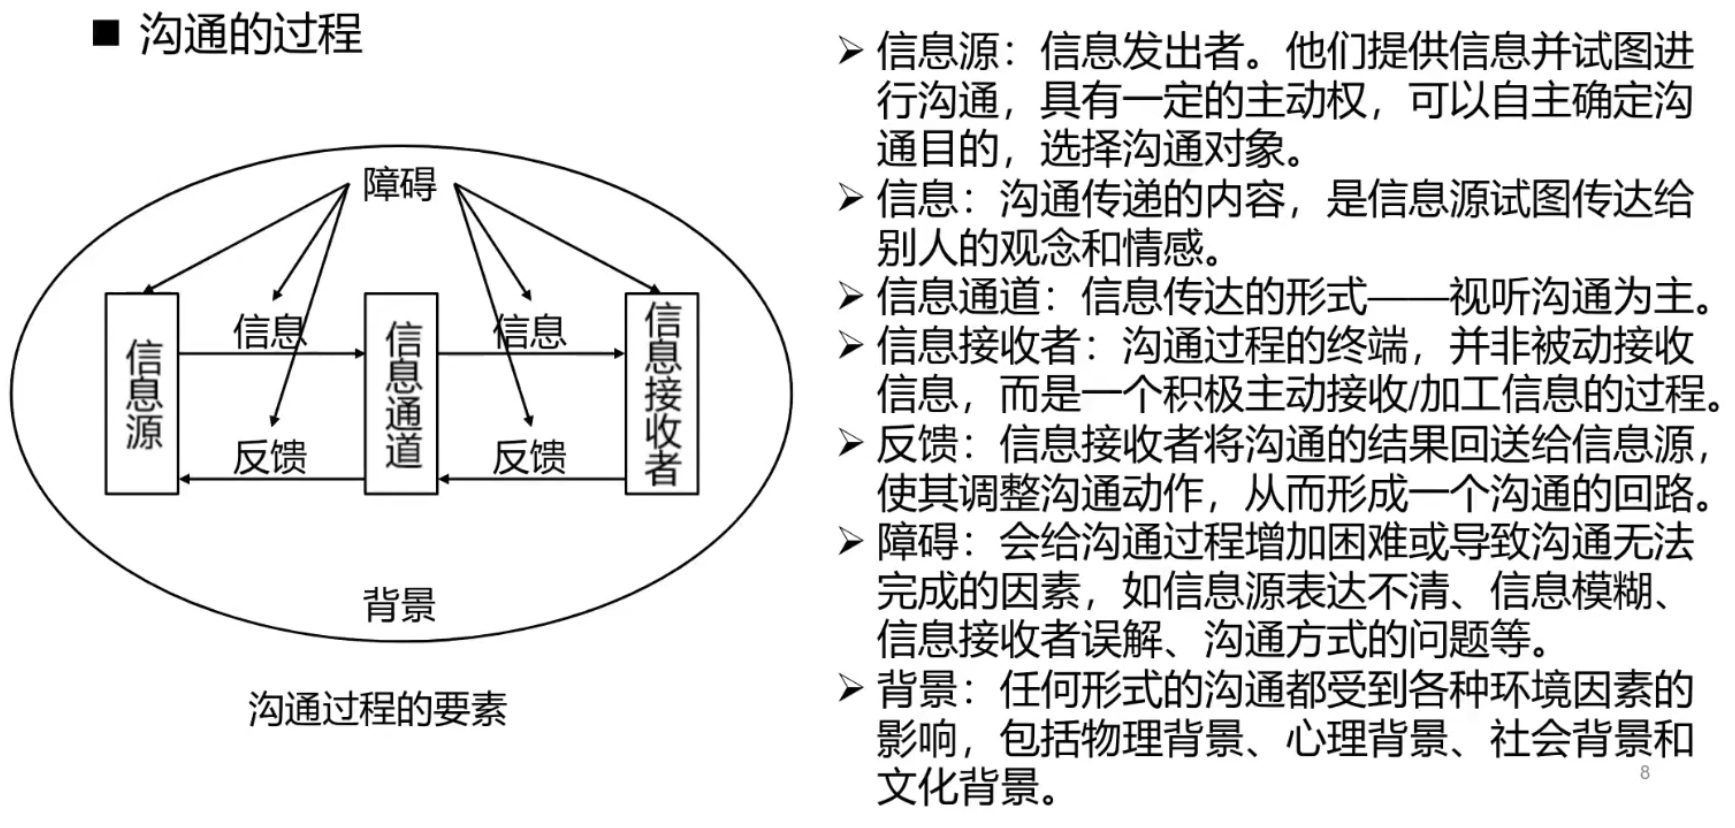 ■ 沟通的过程
障碍
信息
信息
信息源
信息通道
信息接收者
反馈
反馈
背景
沟通过程的要素
➢ 信息源：信息发出者。他们提供信息并试图进
行沟通，具有一定的主动权，可以自主确定沟
通目的，选择沟通对象。
➢ 信息：沟通传递的内容，是信息源试图传达给
别人的观念和情感。
➢ 信息通道：信息传达的形式——视听沟通为主。
➢ 信息接收者：沟通过程的终端，并非被动接收
信息，而是一个积极主动接收/加工信息的过程。
➢ 反馈：信息接收者将沟通的结果回送给信息源，
使其调整沟通动作，从而形成一个沟通的回路。
➢ 障碍：会给沟通过程增加困难或导致沟通无法
完成的因素，如信息源表达不清、信息模糊、
信息接收者误解、沟通方式的问题等。
➢ 背景：任何形式的沟通都受到各种环境因素的
影响，包括物理背景、心理背景、社会背景和
文化背景。
8